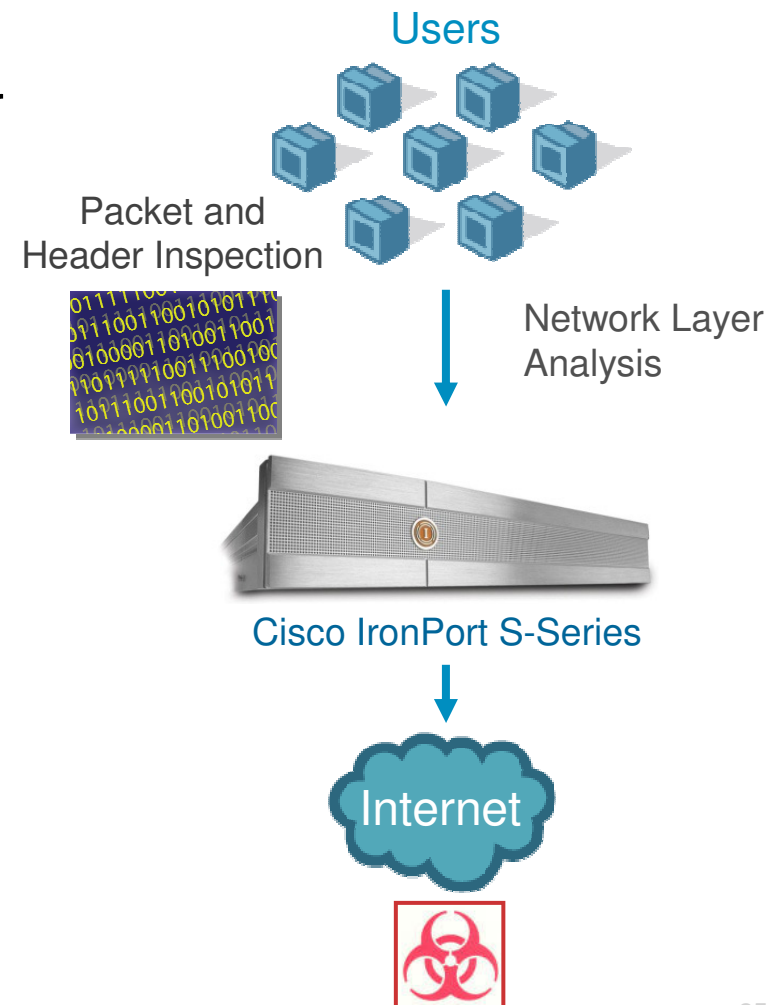 Users
Packet and
Header Inspection
Network Layer
Analysis
Cisco IronPort S-Series
Internet